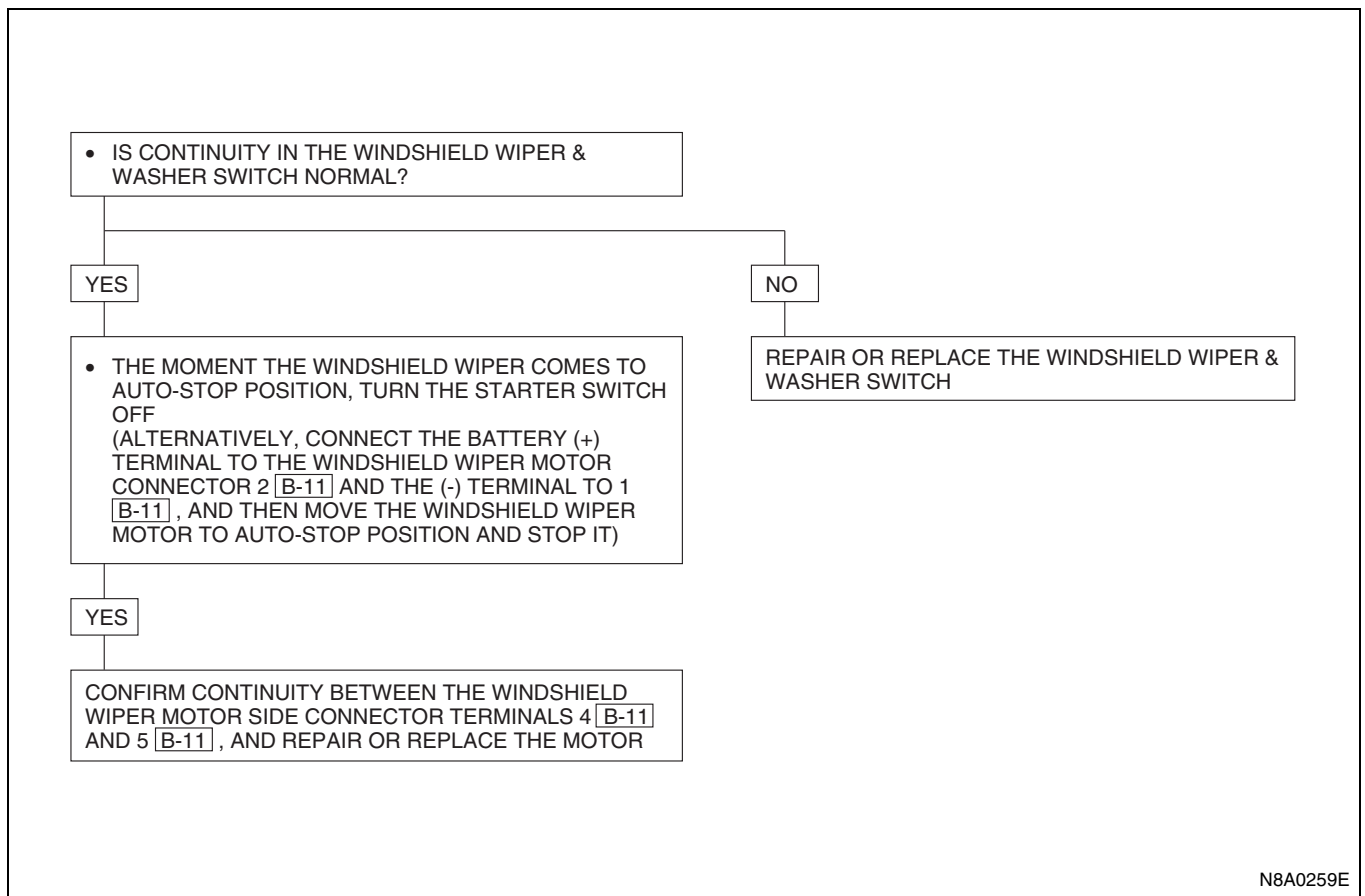 • IS CONTINUITY IN THE WINDSHIELD WIPER &
WASHER SWITCH NORMAL?
YES
NO
• THE MOMENT THE WINDSHIELD WIPER COMES TO
AUTO-STOP POSITION, TURN THE STARTER SWITCH
OFF
(ALTERNATIVELY, CONNECT THE BATTERY (+)
TERMINAL TO THE WINDSHIELD WIPER MOTOR
CONNECTOR 2 B-11 AND THE (-) TERMINAL TO 1
B-11 , AND THEN MOVE THE WINDSHIELD WIPER
MOTOR TO AUTO-STOP POSITION AND STOP IT)
REPAIR OR REPLACE THE WINDSHIELD WIPER &
WASHER SWITCH
YES
CONFIRM CONTINUITY BETWEEN THE WINDSHIELD
WIPER MOTOR SIDE CONNECTOR TERMINALS 4 B-11
AND 5 B-11 , AND REPAIR OR REPLACE THE MOTOR
N8A0259E